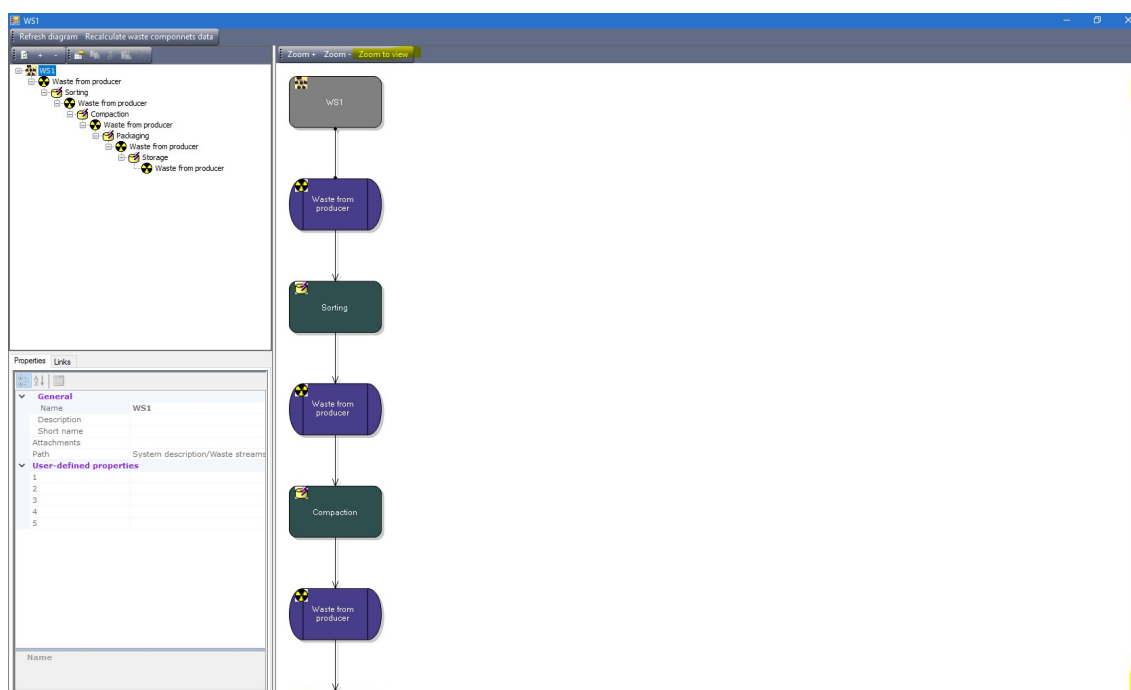 WS1
Refresh diagram Recalculate waste componnets data
Zoom + Zoom - Zoom to view
WS1
Waste from producer
Sorting
Waste from producer
Compaction
Waste from producer
Packaging
Waste from producer
Storage
Waste from producer
Properties Links
General
Name WS1
Description
Short name
Attachments
Path System description/Waste streams
User-defined properties
1
2
3
4
5
Name
WS1
Waste from
producer
Sorting
Waste from
producer
Compaction
Waste from
producer